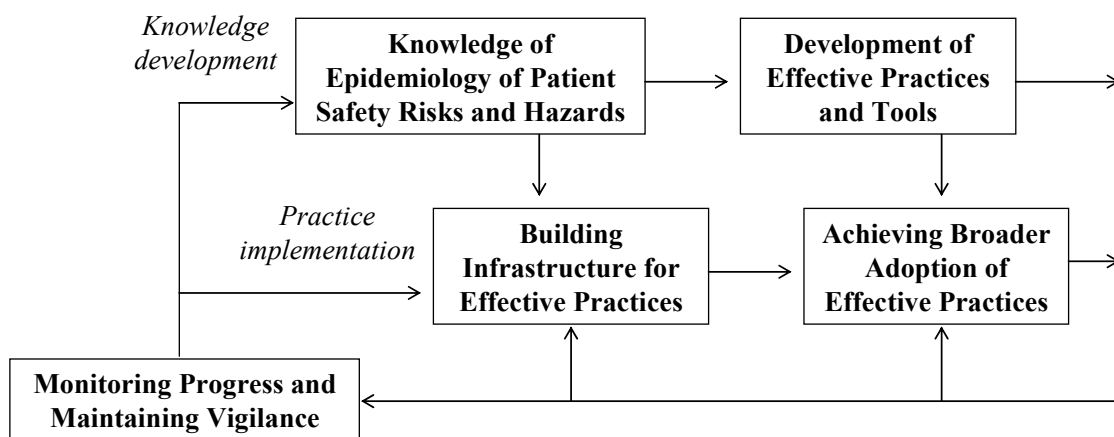 Knowledge
development
Knowledge of
Epidemiology of Patient
Safety Risks and Hazards
Development of
Effective Practices
and Tools
Practice
implementation
Building
Infrastructure for
Effective Practices
Achieving Broader
Adoption of
Effective Practices
Monitoring Progress and
Maintaining Vigilance